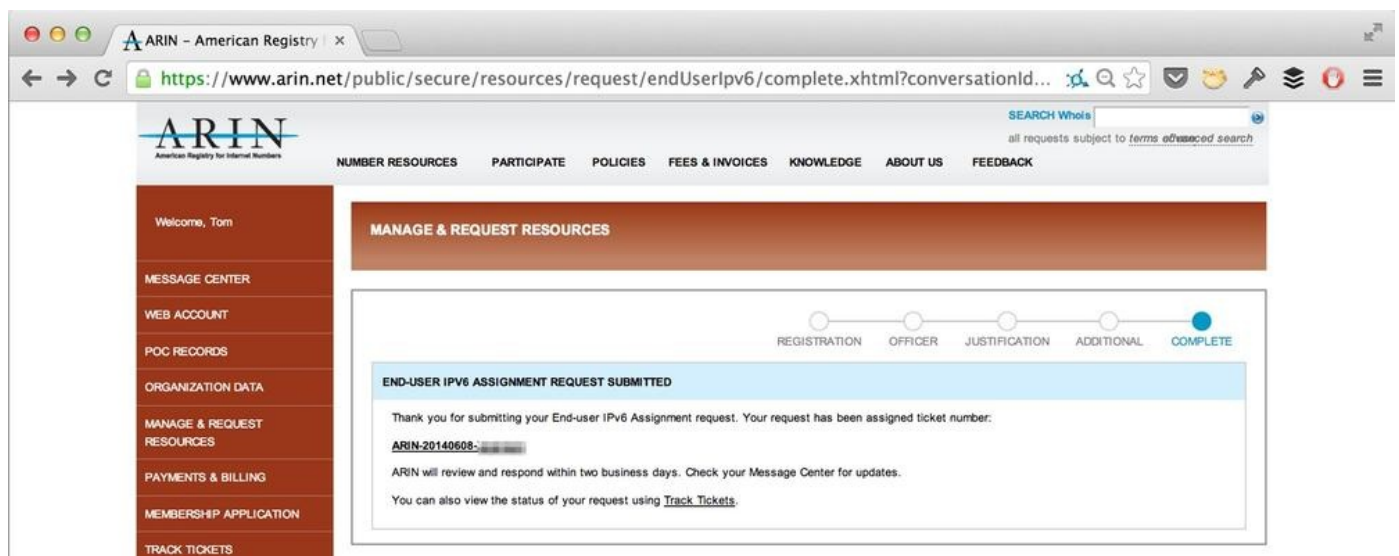 ARIN – American Registry
https://www.arin.net/public/secure/resources/request/endUserIpv6/complete.xhtml?conversationId...
ARIN
American Registry for Internet Numbers
SEARCH Whois
all requests subject to terms of
search
NUMBER RESOURCES PARTICIPATE POLICIES FEES & INVOICES KNOWLEDGE ABOUT US FEEDBACK
Welcome, Tom
MESSAGE CENTER
WEB ACCOUNT
POC RECORDS
ORGANIZATION DATA
MANAGE & REQUEST
RESOURCES
PAYMENTS & BILLING
MEMBERSHIP APPLICATION
TRACK TICKETS
MANAGE & REQUEST RESOURCES
REGISTRATION OFFICER JUSTIFICATION ADDITIONAL COMPLETE
END-USER IPV6 ASSIGNMENT REQUEST SUBMITTED
Thank you for submitting your End-user IPv6 Assignment request. Your request has been assigned ticket number:
ARIN-20140608-
ARIN will review and respond within two business days. Check your Message Center for updates.
You can also view the status of your request using Track Tickets.